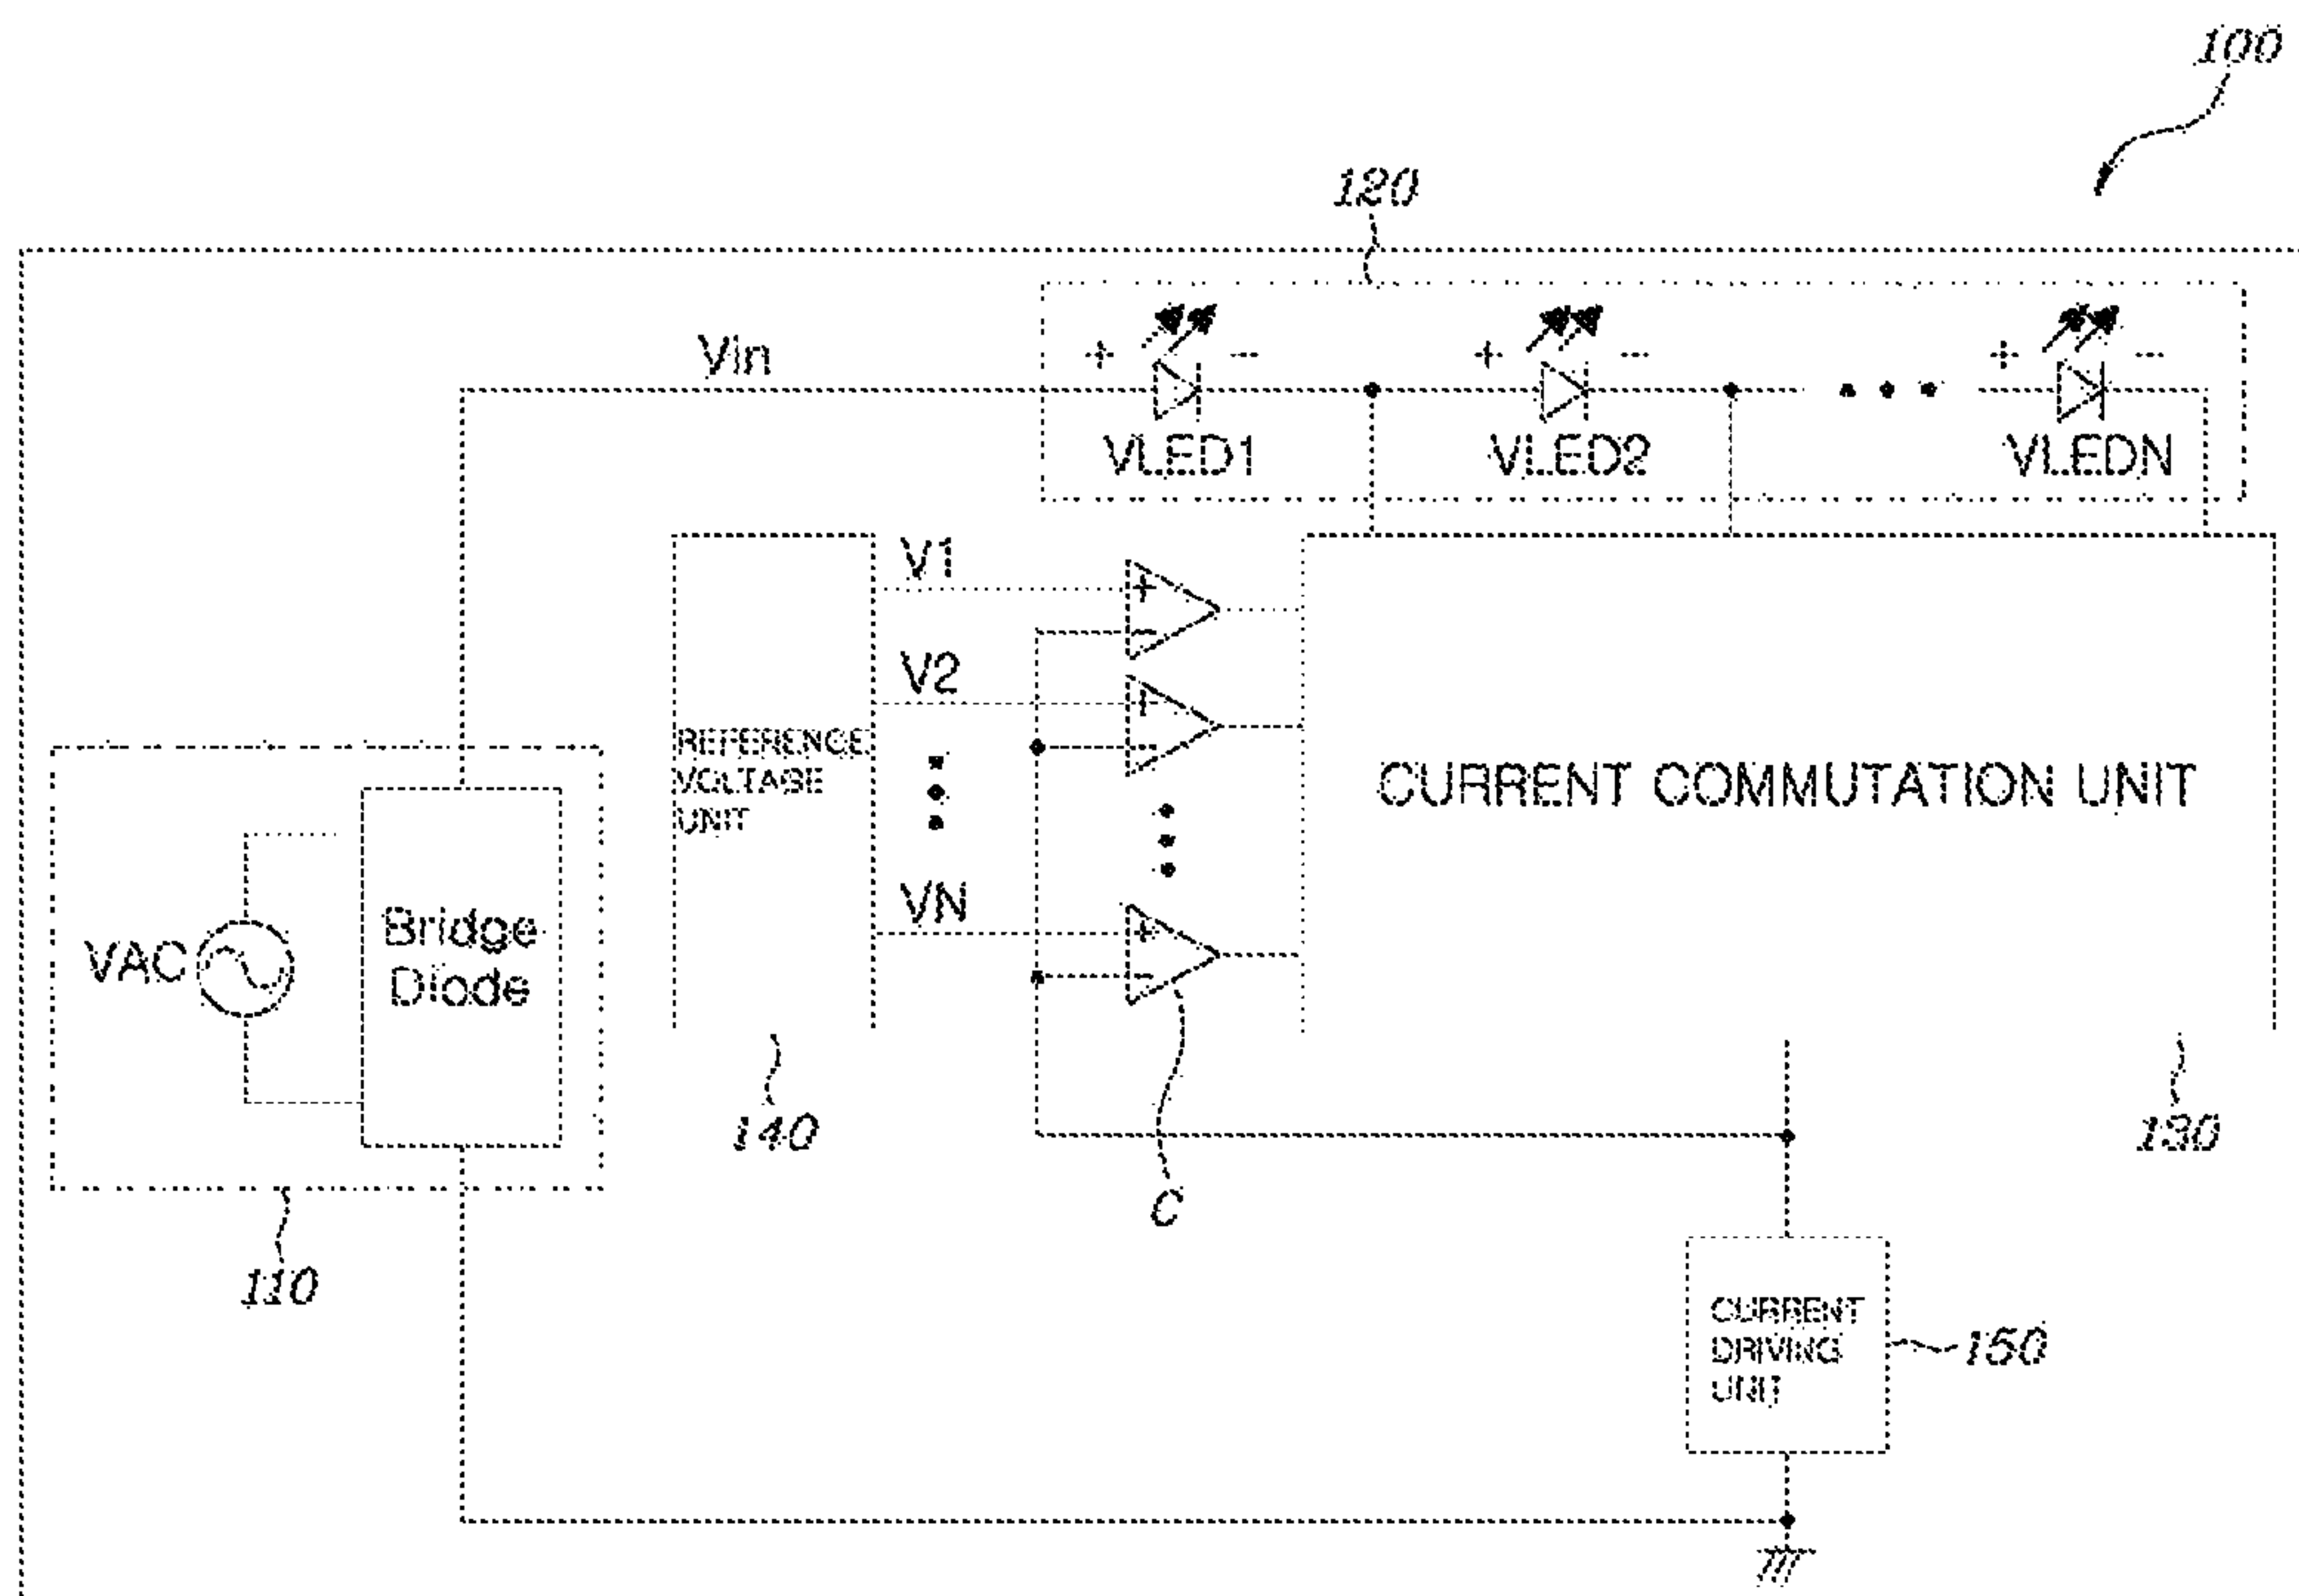 100
120
Vin
+ - + - + -
VLED1 VLED2 VLEDN
V1
+
-
V2
+
-
REFERENCE
VOLTAGE
UNIT
CURRENT COMMUTATION UNIT
VN
+
-
VAC
Bridge
Diode
140
130
C
110
CURRENT
DRIVING
UNIT
150